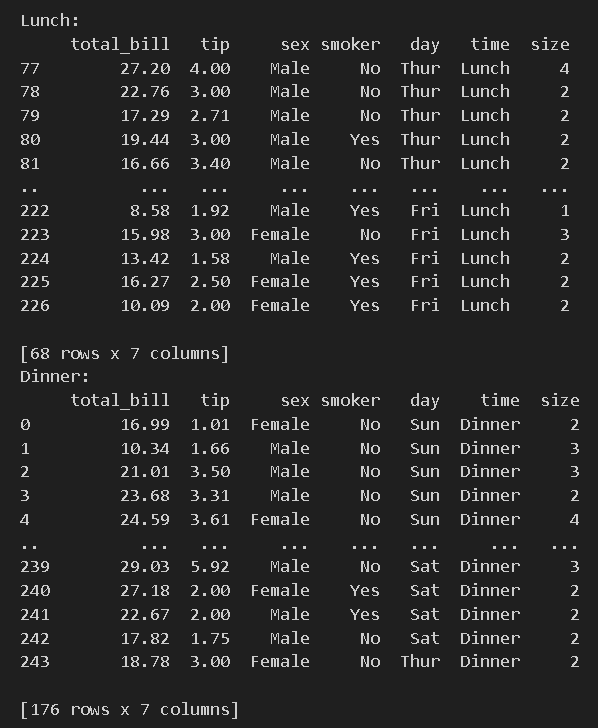 Lunch:
     total_bill   tip     sex smoker   day   time  size
77        27.20  4.00    Male     No  Thur  Lunch     4
78        22.76  3.00    Male     No  Thur  Lunch     2
79        17.29  2.71    Male     No  Thur  Lunch     2
80        19.44  3.00    Male    Yes  Thur  Lunch     2
81        16.66  3.40    Male     No  Thur  Lunch     2
..          ...   ...     ...    ...   ...    ...   ...
222        8.58  1.92    Male    Yes   Fri  Lunch     1
223       15.98  3.00  Female     No   Fri  Lunch     3
224       13.42  1.58    Male    Yes   Fri  Lunch     2
225       16.27  2.50  Female    Yes   Fri  Lunch     2
226       10.09  2.00  Female    Yes   Fri  Lunch     2

[68 rows x 7 columns]
Dinner:
     total_bill   tip     sex smoker   day    time  size
0         16.99  1.01  Female     No   Sun  Dinner     2
1         10.34  1.66    Male     No   Sun  Dinner     3
2         21.01  3.50    Male     No   Sun  Dinner     3
3         23.68  3.31    Male     No   Sun  Dinner     2
4         24.59  3.61  Female     No   Sun  Dinner     4
..          ...   ...     ...    ...   ...     ...   ...
239       29.03  5.92    Male     No   Sat  Dinner     3
240       27.18  2.00  Female    Yes   Sat  Dinner     2
241       22.67  2.00    Male    Yes   Sat  Dinner     2
242       17.82  1.75    Male     No   Sat  Dinner     2
243       18.78  3.00  Female     No  Thur  Dinner     2

[176 rows x 7 columns]